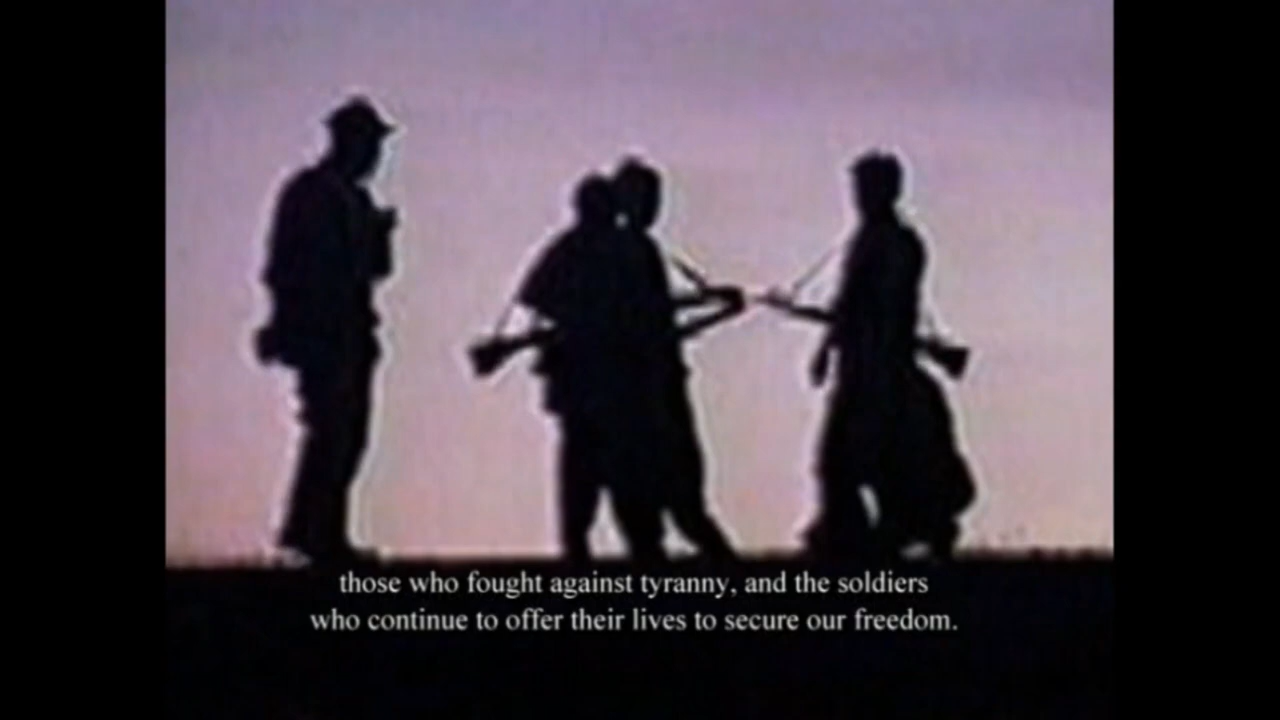 those who fought against tyranny, and the soldiers
who continue to offer their lives to secure our freedom.